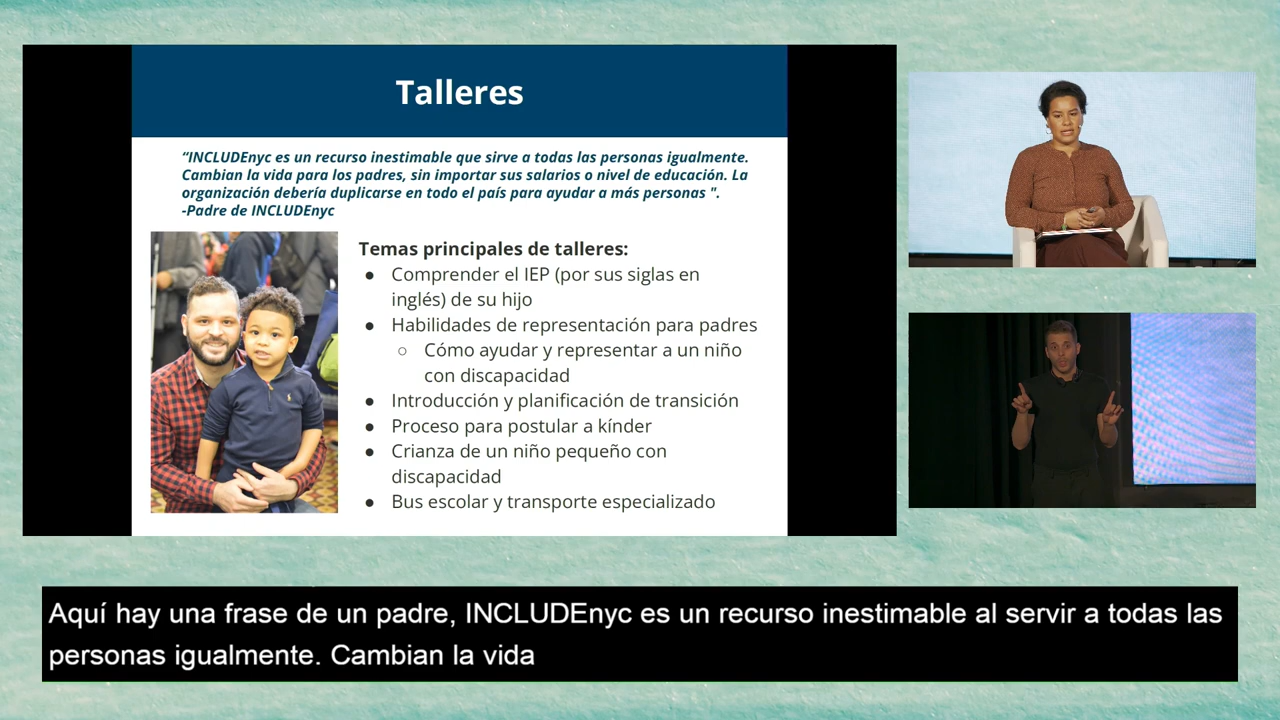 Talleres
“INCLUDEnyc es un recurso inestimable que sirve a todas las personas igualmente.
Cambian la vida para los padres, sin importar sus salarios o nivel de educación. La
organización debería duplicarse en todo el país para ayudar a más personas ".
-Padre de INCLUDEnyc
Temas principales de talleres:
● Comprender el IEP (por sus siglas en
inglés) de su hijo
● Habilidades de representación para padres
○ Cómo ayudar y representar a un niño
con discapacidad
● Introducción y planificación de transición
● Proceso para postular a kínder
● Crianza de un niño pequeño con
discapacidad
● Bus escolar y transporte especializado
Aquí hay una frase de un padre, INCLUDEnyc es un recurso inestimable al servir a todas las
personas igualmente. Cambian la vida